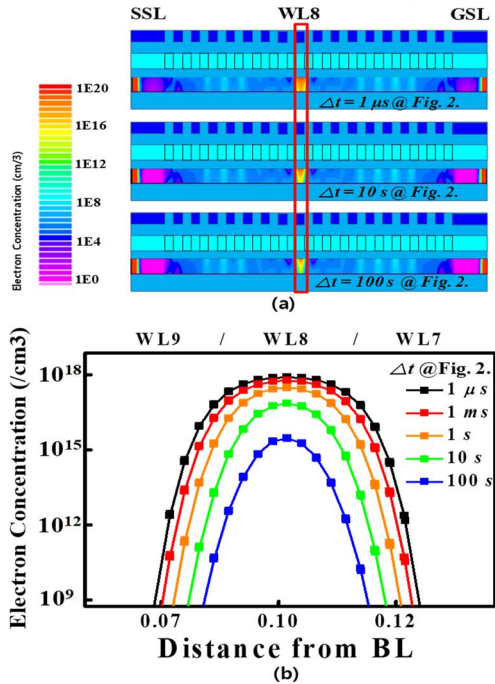 SSL WL8 GSL
Electron Concentration (cm/3)
1E20
1E16
1E12
1E8
1E4
1E0
△t = 1 μs @ Fig. 2.
△t = 10 s @ Fig. 2.
△t = 100 s @ Fig. 2.
(a)
WL9 / WL8 / WL7
Electron Concentration (/cm3)
10^18
10^15
10^12
10^9
△t @Fig. 2.
1 μ s
1 m s
1 s
10 s
100 s
0.07 0.10 0.12
Distance from BL
(b)